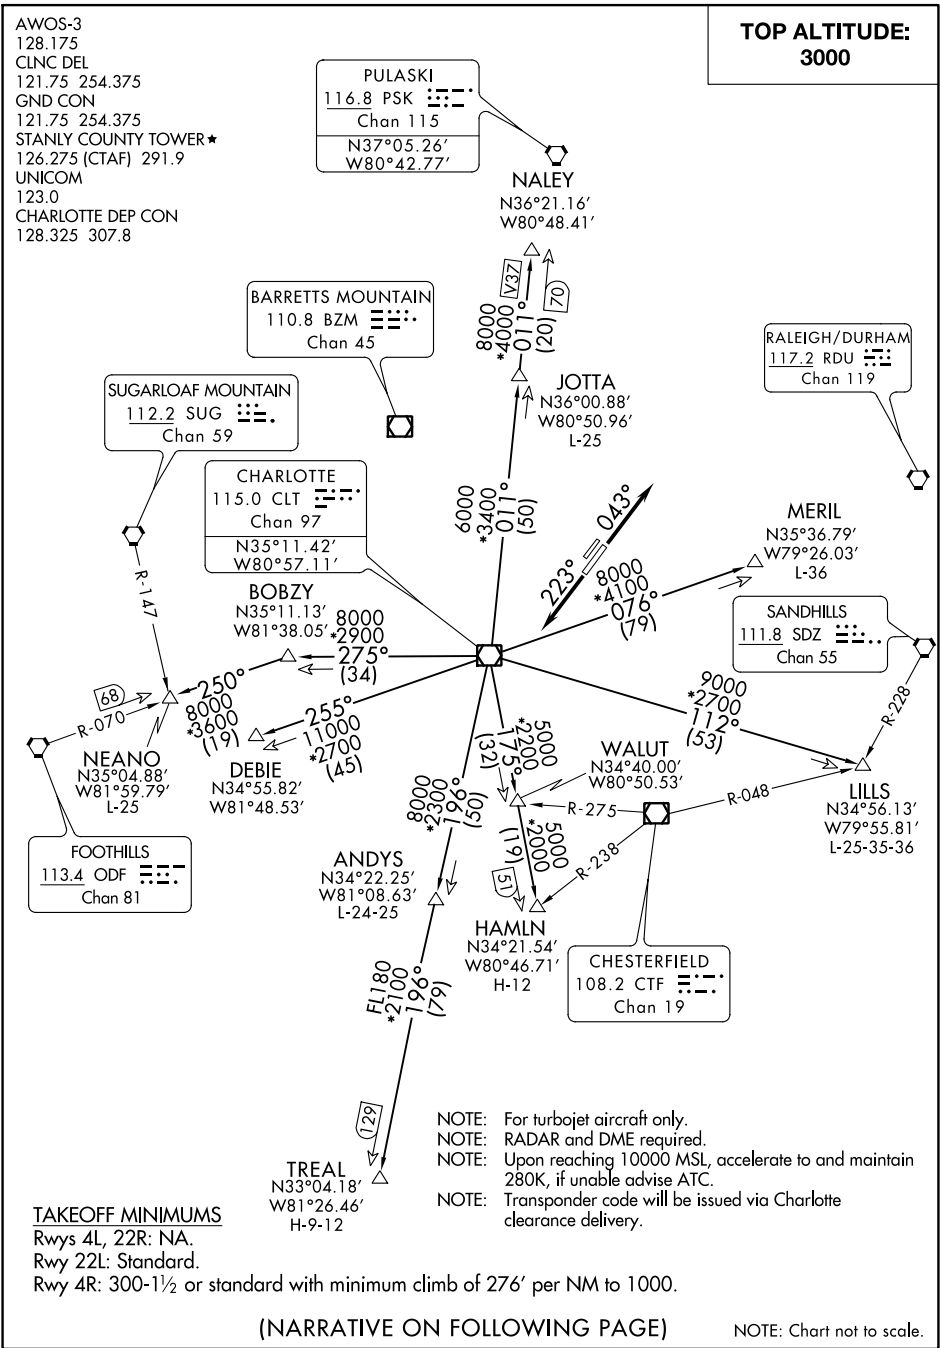 AWOS-3
128.175
CLNC DEL
121.75 254.375
GND CON
121.75 254.375
STANLY COUNTY TOWER★
126.275 (CTAF) 291.9
UNICOM
123.0
CHARLOTTE DEP CON
128.325 307.8
TOP ALTITUDE:
3000
PULASKI
116.8 PSK
Chan 115
N37°05.26′
W80°42.77′
NALEY
N36°21.16′
W80°48.41′
V37
70
8000
*4000
011°
(20)
BARRETTS MOUNTAIN
110.8 BZM
Chan 45
RALEIGH/DURHAM
117.2 RDU
Chan 119
JOTTA
N36°00.88′
W80°50.96′
L-25
SUGARLOAF MOUNTAIN
112.2 SUG
Chan 59
CHARLOTTE
115.0 CLT
Chan 97
N35°11.42′
W80°57.11′
6000
*3400
011°
(50)
043°
223°
MERIL
N35°36.79′
W79°26.03′
L-36
8000
*4100
076°
(79)
R-147
BOBZY
N35°11.13′
W81°38.05′
8000
*2900
275°
(34)
SANDHILLS
111.8 SDZ
Chan 55
R-228
250°
8000
*3600
(19)
68
R-070
255°
11000
*2700
(45)
9000
*2700
112°
(53)
NEANO
N35°04.88′
W81°59.79′
L-25
DEBIE
N34°55.82′
W81°48.53′
5000
*2200
175°
(32)
WALUT
N34°40.00′
W80°50.53′
R-275
R-048
R-238
LILLS
N34°56.13′
W79°55.81′
L-25-35-36
8000
*2300
196°
(50)
5000
*2000
(19)
51
FOOTHILLS
113.4 ODF
Chan 81
ANDYS
N34°22.25′
W81°08.63′
L-24-25
HAMLN
N34°21.54′
W80°46.71′
H-12
CHESTERFIELD
108.2 CTF
Chan 19
FL180
*2100
196°
(79)
129
TREAL
N33°04.18′
W81°26.46′
H-9-12
NOTE: For turbojet aircraft only.
NOTE: RADAR and DME required.
NOTE: Upon reaching 10000 MSL, accelerate to and maintain
280K, if unable advise ATC.
NOTE: Transponder code will be issued via Charlotte
clearance delivery.
TAKEOFF MINIMUMS
Rwys 4L, 22R: NA.
Rwy 22L: Standard.
Rwy 4R: 300-1½ or standard with minimum climb of 276′ per NM to 1000.
(NARRATIVE ON FOLLOWING PAGE)
NOTE: Chart not to scale.